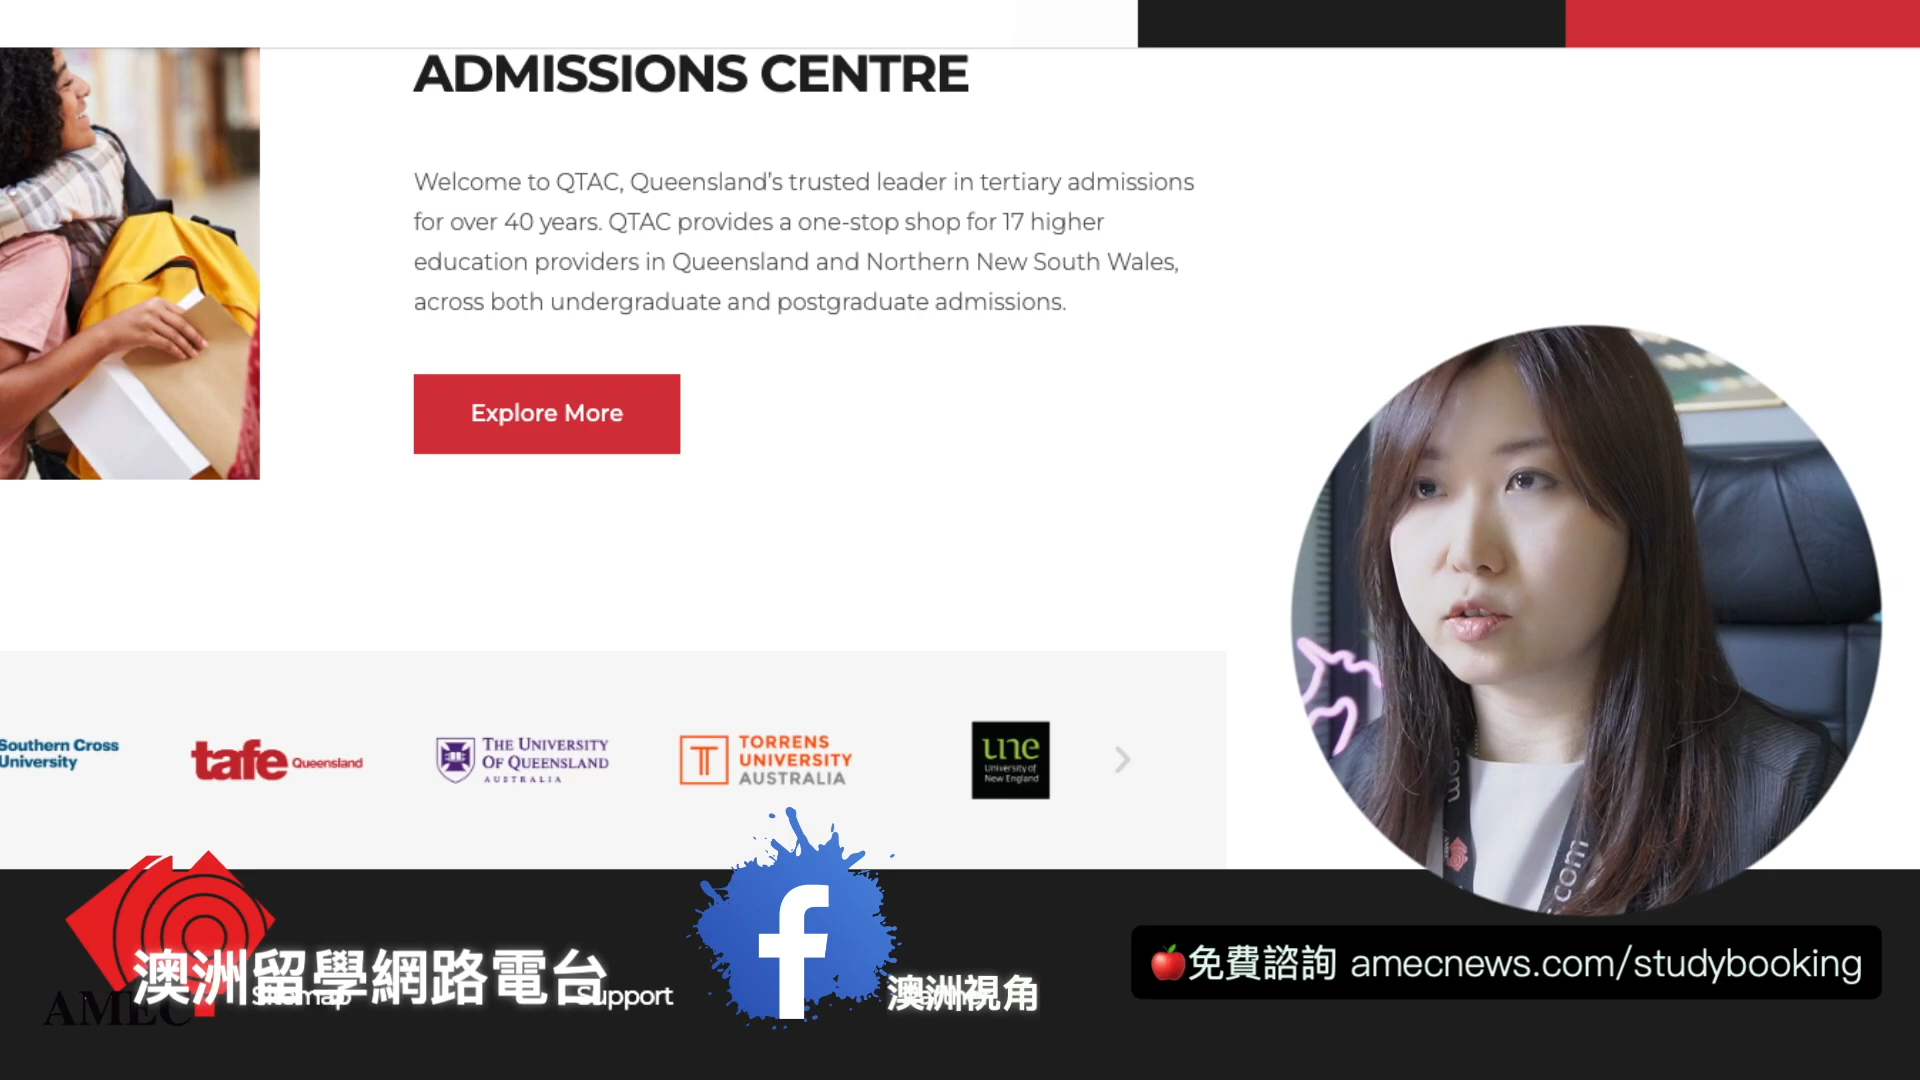 ADMISSIONS CENTRE
Welcome to QTAC, Queensland's trusted leader in tertiary admissions
for over 40 years. QTAC provides a one-stop shop for 17 higher
education providers in Queensland and Northern New South Wales,
across both undergraduate and postgraduate admissions.
Explore More
Southern Cross
University
tafe Queensland
THE UNIVERSITY
OF QUEENSLAND
AUSTRALIA
TORRENS
UNIVERSITY
AUSTRALIA
une
University of
New England
AMEC
澳洲留學網路電台
Sitemap
Support
f
澳洲視角
🍎免費諮詢 amecnews.com/studybooking
.com